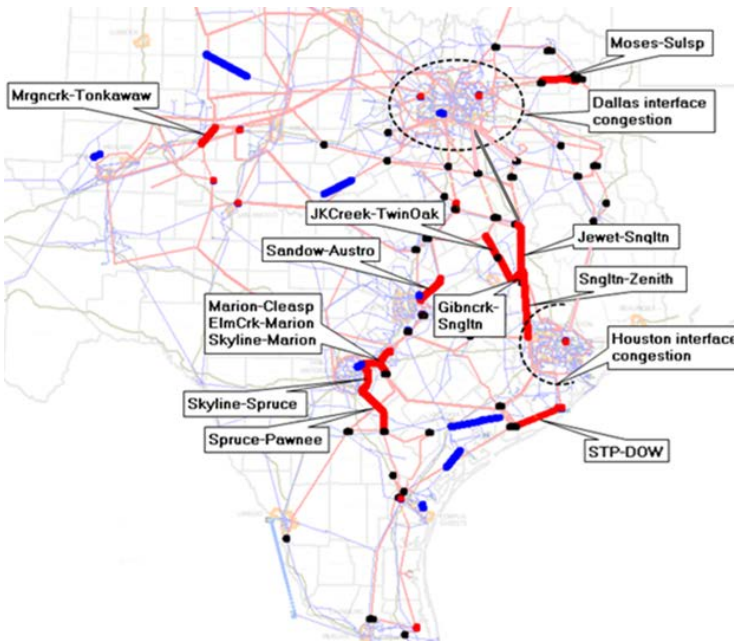 Moses-Sulsp
Mrgncrk-Tonkawaw
Dallas interface
congestion
JKCreek-TwinOak
Jewet-Snqltn
Sandow-Austro
Sngltn-Zenith
Marion-Cleasp
ElmCrk-Marion
Skyline-Marion
Gibncrk-
Sngltn
Houston interface
congestion
Skyline-Spruce
Spruce-Pawnee
STP-DOW